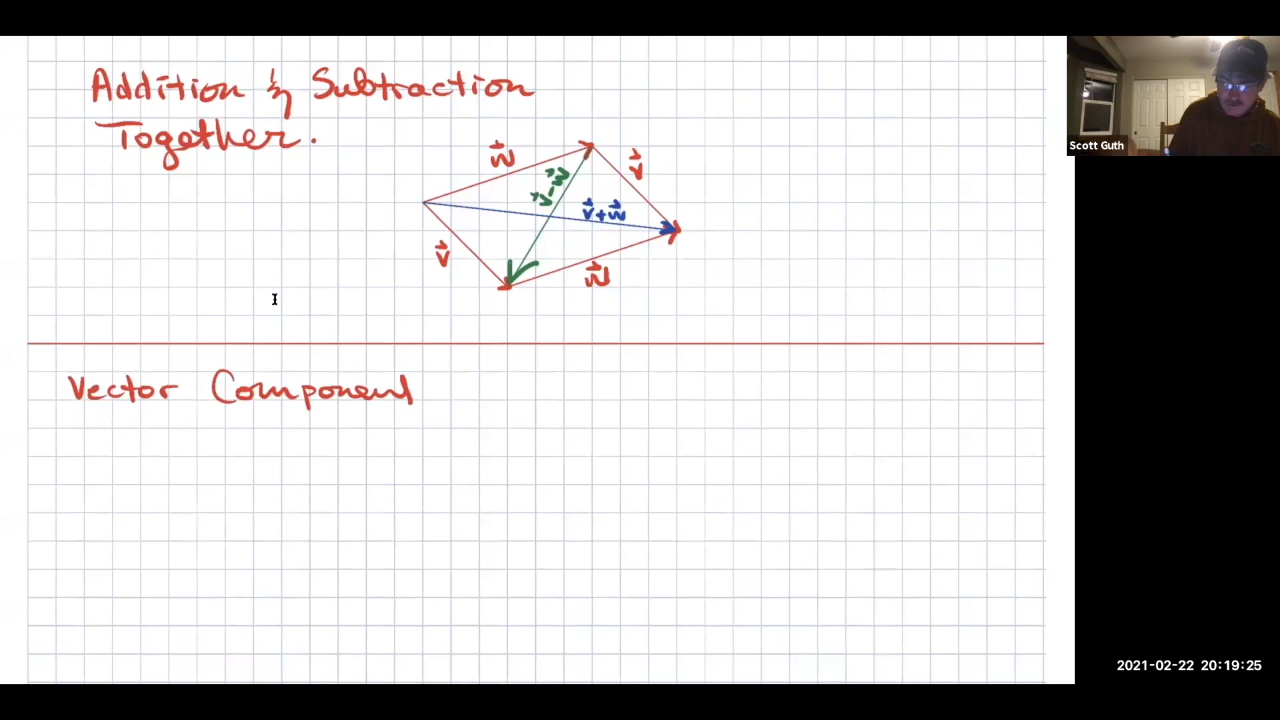 Addition & Subtraction
Together.
w⃗
v⃗
v⃗-w⃗
v⃗+w⃗
v⃗
w⃗
Vector Component
Scott Guth
2021-02-22 20:19:25